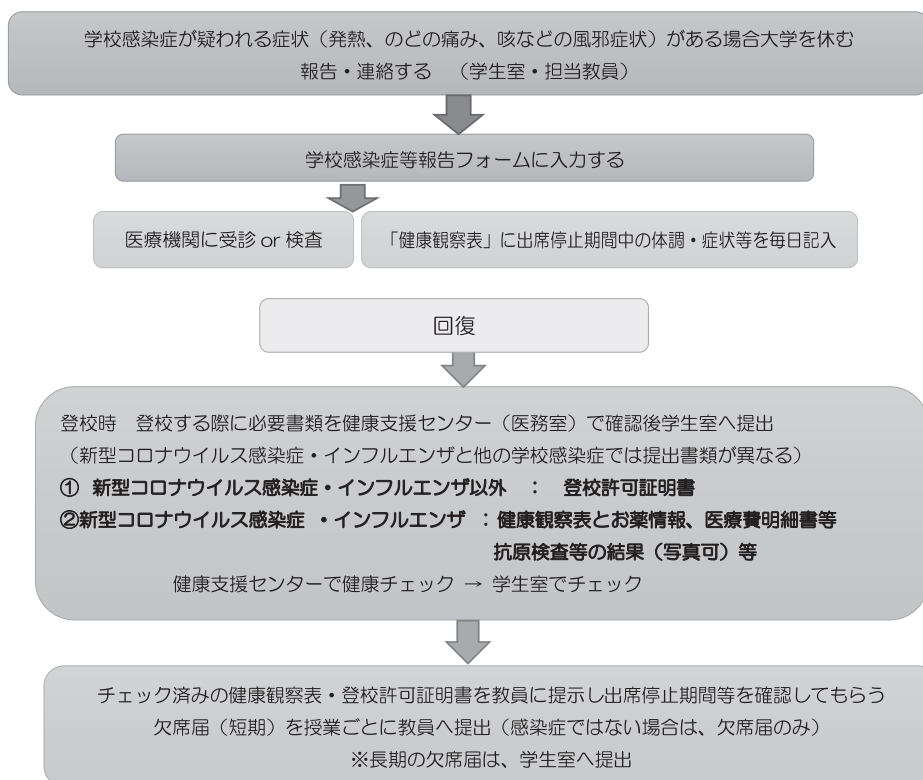 学校感染症が疑われる症状（発熱、のどの痛み、咳などの風邪症状）がある場合大学を休む
報告・連絡する　（学生室・担当教員）
学校感染症等報告フォームに入力する
医療機関に受診 or 検査
「健康観察表」に出席停止期間中の体調・症状等を毎日記入
回復
登校時　登校する際に必要書類を健康支援センター（医務室）で確認後学生室へ提出
（新型コロナウイルス感染症・インフルエンザと他の学校感染症では提出書類が異なる）
① 新型コロナウイルス感染症・インフルエンザ以外　：　登校許可証明書
②新型コロナウイルス感染症 ・インフルエンザ　：健康観察表とお薬情報、医療費明細書等
抗原検査等の結果（写真可）等
健康支援センターで健康チェック → 学生室でチェック
チェック済みの健康観察表・登校許可証明書を教員に提示し出席停止期間等を確認してもらう
欠席届（短期）を授業ごとに教員へ提出（感染症ではない場合は、欠席届のみ）
※長期の欠席届は、学生室へ提出